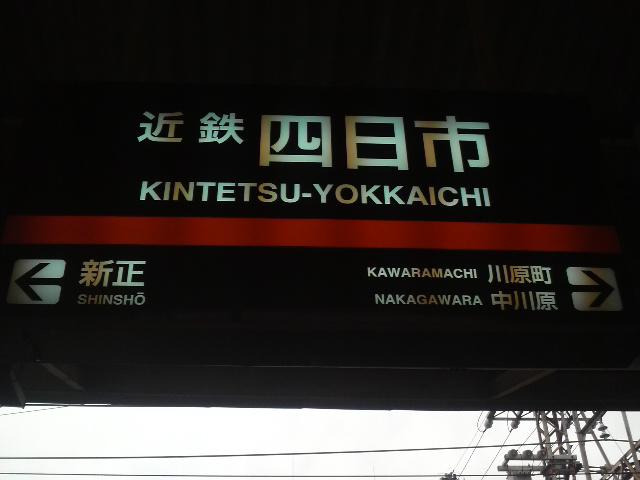 近鉄四日市
KINTETSU-YOKKAICHI
新正
SHINSHŌ
KAWARAMACHI 川原町
NAKAGAWARA 中川原